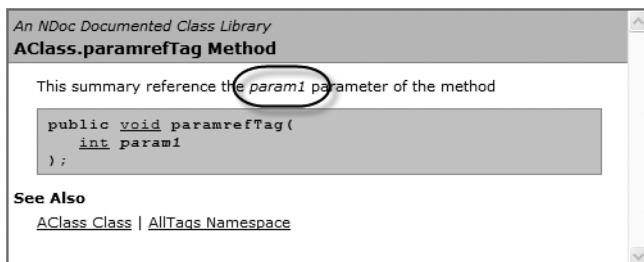 An NDoc Documented Class Library
AClass.paramrefTag Method
This summary reference the param1 parameter of the method
public void paramrefTag(
int param1
);
See Also
AClass Class | AllTags Namespace